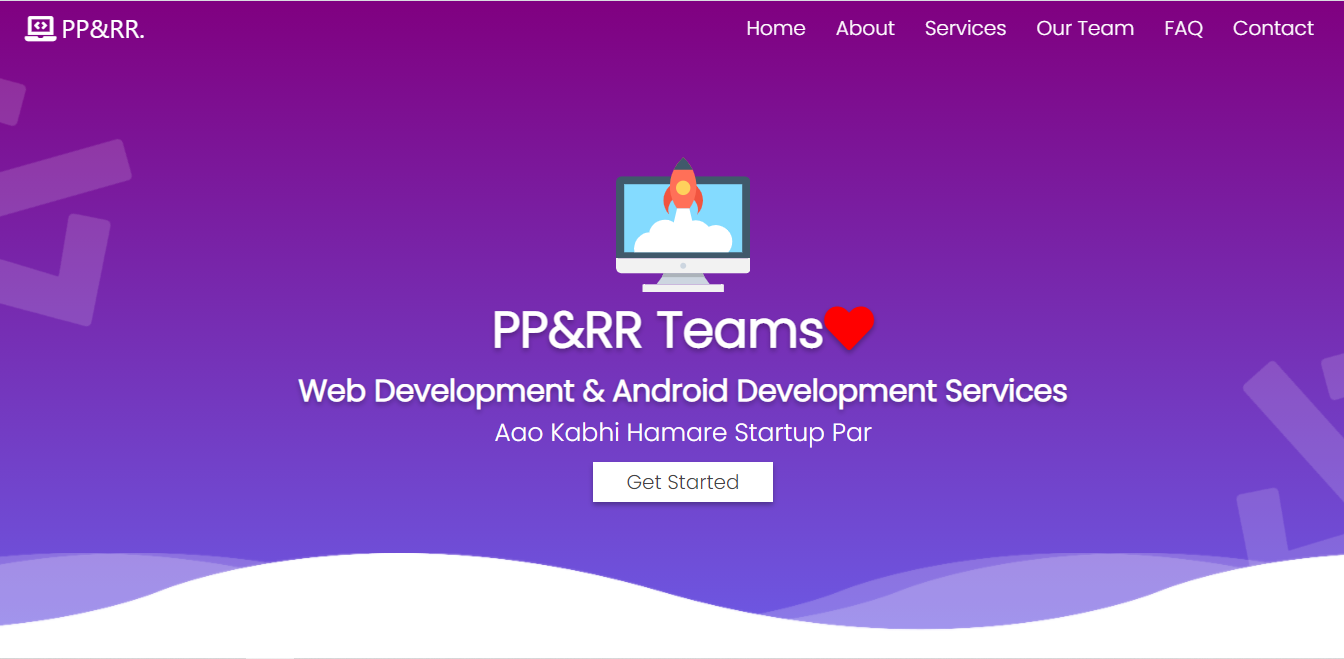 PP&RR.
Home About Services Our Team FAQ Contact
PP&RR Teams
Web Development & Android Development Services
Aao Kabhi Hamare Startup Par
Get Started